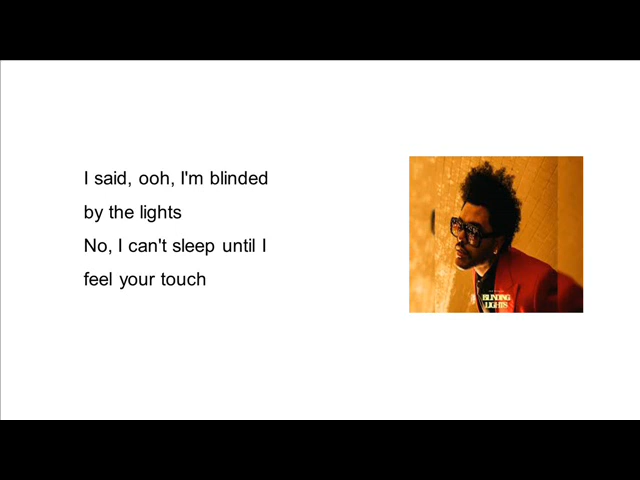 I said, ooh, I'm blinded
by the lights
No, I can't sleep until I
feel your touch
BLINDING
LIGHTS